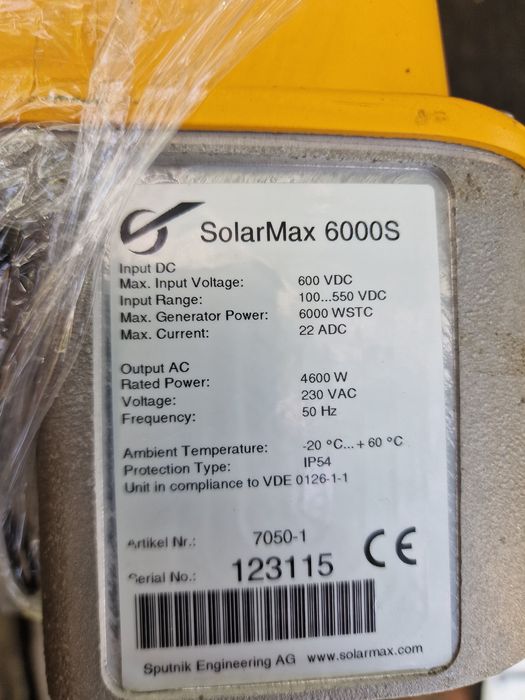 SolarMax 6000S
Input DC
Max. Input Voltage: 600 VDC
Input Range: 100...550 VDC
Max. Generator Power: 6000 WSTC
Max. Current: 22 ADC
Output AC
Rated Power: 4600 W
Voltage: 230 VAC
Frequency: 50 Hz
Ambient Temperature: -20 °C...+60 °C
Protection Type: IP54
Unit in compliance to VDE 0126-1-1
Artikel Nr.: 7050-1
Serial No.: 123115
CE
Sputnik Engineering AG www.solarmax.com